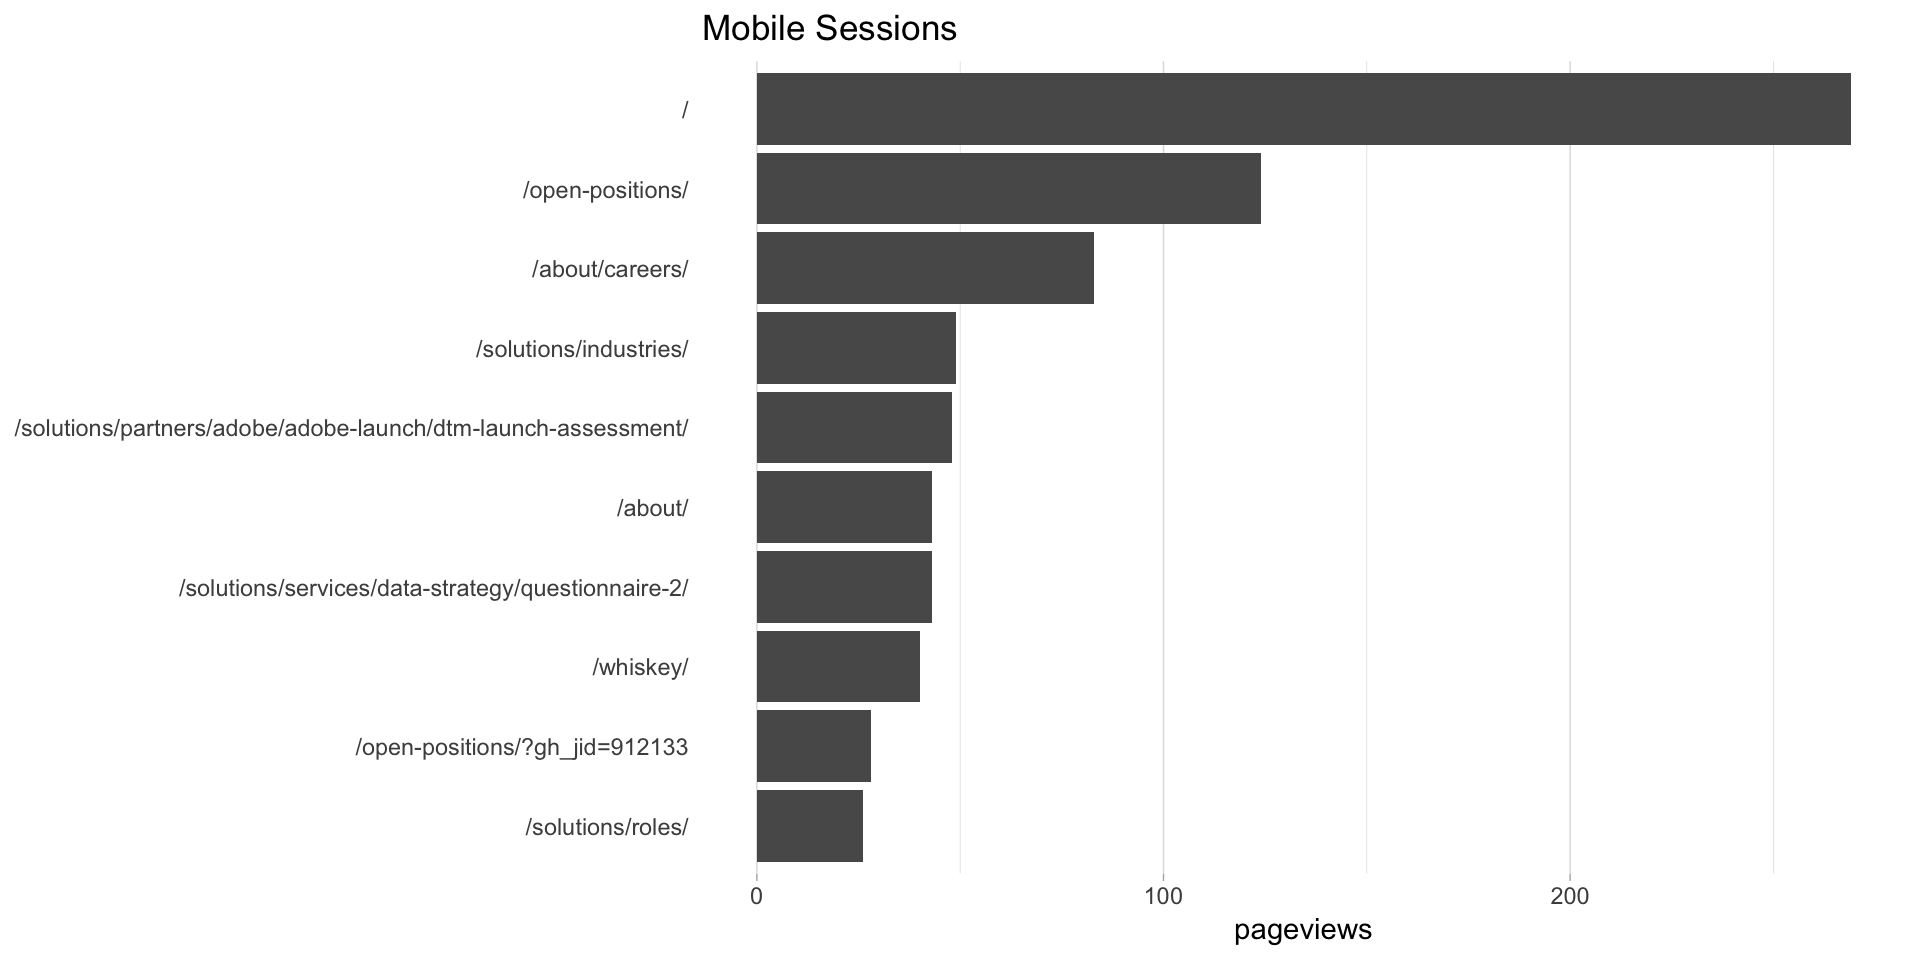 Mobile Sessions
/
/open-positions/
/about/careers/
/solutions/industries/
/solutions/partners/adobe/adobe-launch/dtm-launch-assessment/
/about/
/solutions/services/data-strategy/questionnaire-2/
/whiskey/
/open-positions/?gh_jid=912133
/solutions/roles/
0 100 200
pageviews